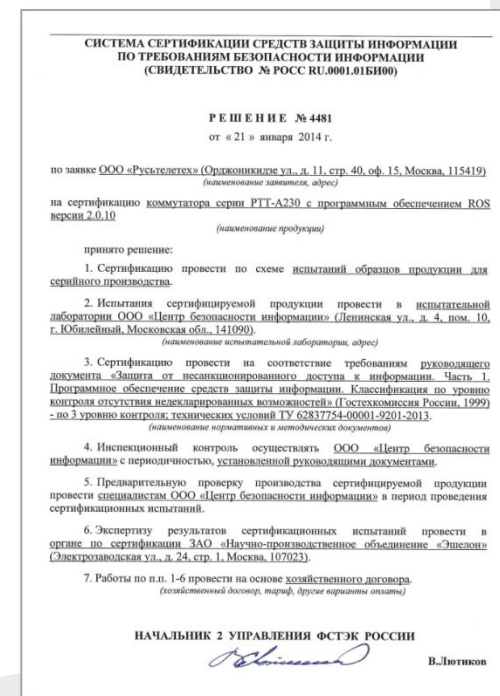 СИСТЕМА СЕРТИФИКАЦИИ СРЕДСТВ ЗАЩИТЫ ИНФОРМАЦИИ
ПО ТРЕБОВАНИЯМ БЕЗОПАСНОСТИ ИНФОРМАЦИИ
(СВИДЕТЕЛЬСТВО № РОСС RU.0001.01БИ00)
Р Е Ш Е Н И Е № 4481
от « 21 » января 2014 г.
по заявке ООО «Русьтелетех» (Орджоникидзе ул., д. 11, стр. 40, оф. 15, Москва, 115419)
(наименование заявителя, адрес)
на сертификацию коммутатора серии РТТ-А230 с программным обеспечением ROS
версии 2.0.10
(наименование продукции)
принято решение:
1. Сертификацию провести по схеме испытаний образцов продукции для
серийного производства.
2. Испытания сертифицируемой продукции провести в испытательной
лаборатории ООО «Центр безопасности информации» (Ленинская ул., д. 4, пом. 10,
г. Юбилейный, Московская обл., 141090).
(наименование испытательной лаборатории, адрес)
3. Сертификацию провести на соответствие требованиям руководящего
документа «Защита от несанкционированного доступа к информации. Часть 1.
Программное обеспечение средств защиты информации. Классификация по уровню
контроля отсутствия недекларированных возможностей» (Гостехкомиссия России, 1999)
- по 3 уровню контроля; технических условий ТУ 62837754-00001-9201-2013.
(наименование нормативных и методических документов)
4. Инспекционный контроль осуществлять ООО «Центр безопасности
информации» с периодичностью, установленной руководящими документами.
5. Предварительную проверку производства сертифицируемой продукции
провести специалистам ООО «Центр безопасности информации» в период проведения
сертификационных испытаний.
6. Экспертизу результатов сертификационных испытаний провести в
органе по сертификации ЗАО «Научно-производственное объединение «Эшелон»
(Электрозаводская ул., д. 24, стр. 1, Москва, 107023).
7. Работы по п.п. 1-6 провести на основе хозяйственного договора.
(хозяйственный договор, тариф, другие варианты оплаты)
НАЧАЛЬНИК 2 УПРАВЛЕНИЯ ФСТЭК РОССИИ
В.Лютиков